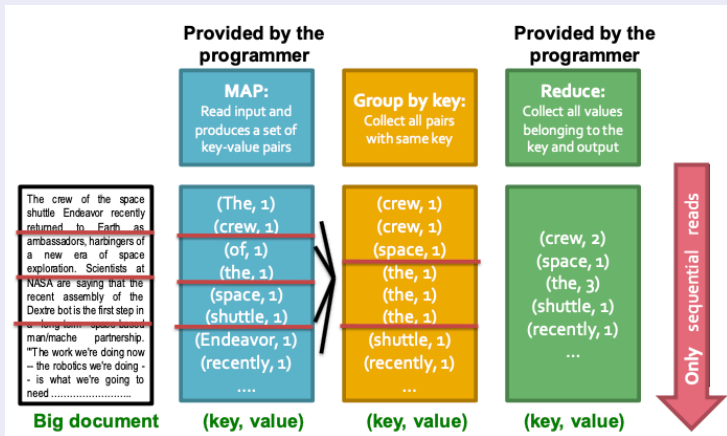 Provided by the
programmer
Provided by the
programmer
MAP:
Read input and
produces a set of
key-value pairs
Group by key:
Collect all pairs
with same key
Reduce:
Collect all values
belonging to the
key and output
The crew of the space
shuttle Endeavor recently
returned to Earth as
ambassadors, harbingers of
a new era of space
exploration. Scientists at
NASA are saying that the
recent assembly of the
Dextre bot is the first step in
a long-term space-based
man/mache partnership.
'"The work we're doing now
-- the robotics we're doing -
- is what we're going to
need ..........................
Big document
(The, 1)
(crew, 1)
(of, 1)
(the, 1)
(space, 1)
(shuttle, 1)
(Endeavor, 1)
(recently, 1)
....
(key, value)
(crew, 1)
(crew, 1)
(space, 1)
(the, 1)
(the, 1)
(the, 1)
(shuttle, 1)
(recently, 1)
...
(key, value)
(crew, 2)
(space, 1)
(the, 3)
(shuttle, 1)
(recently, 1)
...
(key, value)
Only sequential reads